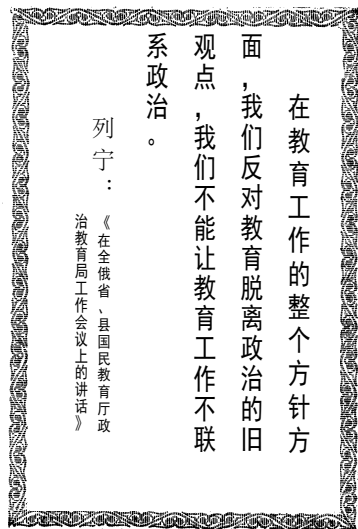 在教育工作的整个方针方
面，我们反对教育脱离政治的旧
观点，我们不能让教育工作不联
系政治。
列宁：
《在全俄省、县国民教育厅政
治教育局工作会议上的讲话》